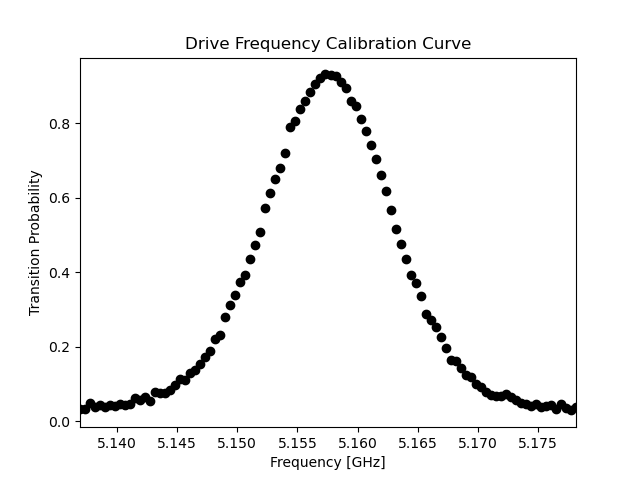 Drive Frequency Calibration Curve
Transition Probability
0.8
0.6
0.4
0.2
0.0
5.140 5.145 5.150 5.155 5.160 5.165 5.170 5.175
Frequency [GHz]